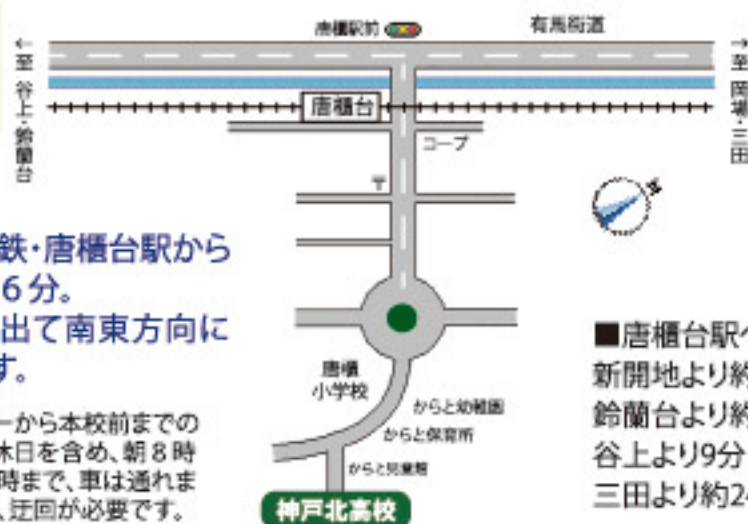 唐櫃駅前
有馬街道
←至 谷上・鈴蘭台
→至 岡場・三田
唐櫃台
コープ
〒
鉄・唐櫃台駅から
6分。
出て南東方向に
す。
唐櫃
小学校
からと幼稚園
からと保育所
からと児童館
神戸北高校
ーから本校前までの
休日を含め、朝8時
時まで、車は通れま
、迂回が必要です。
■唐櫃台駅へ
新開地より約
鈴蘭台より約
谷上より9分
三田より約2